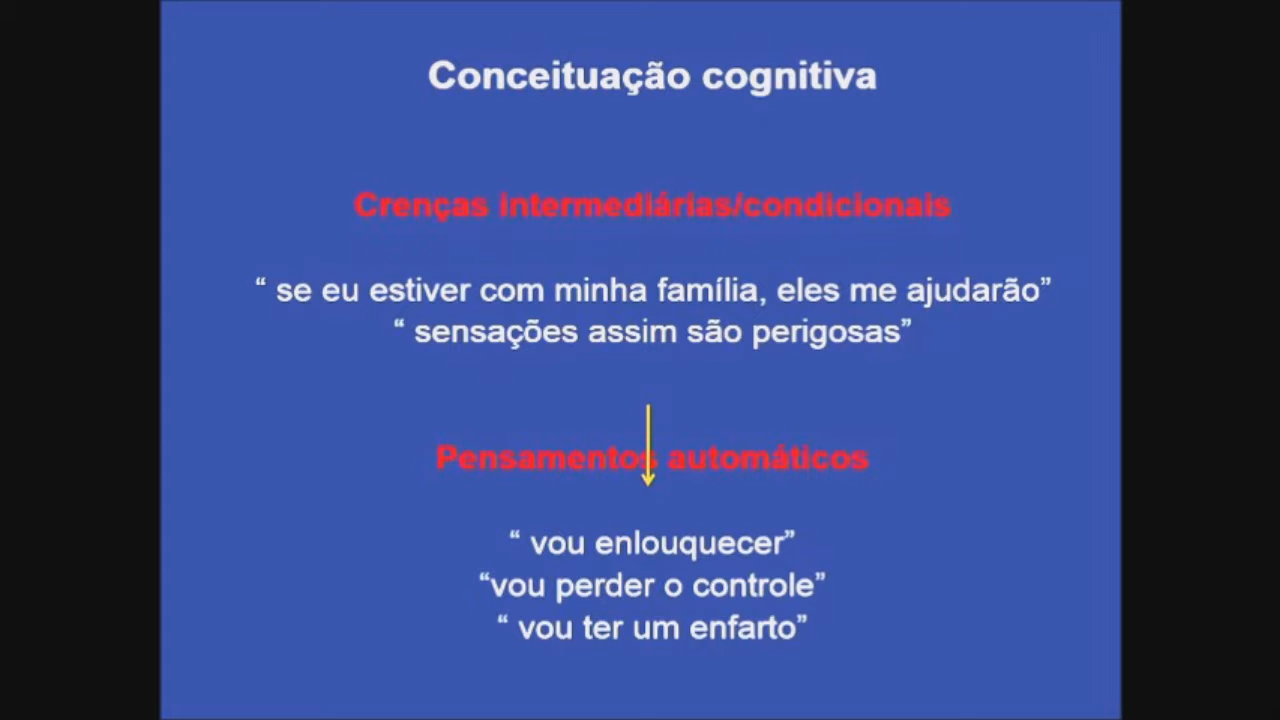 Conceituação cognitiva
Crenças intermediárias/condicionais
“ se eu estiver com minha família, eles me ajudarão”
“ sensações assim são perigosas”
Pensamentos automáticos
“ vou enlouquecer”
“vou perder o controle”
“ vou ter um enfarto”